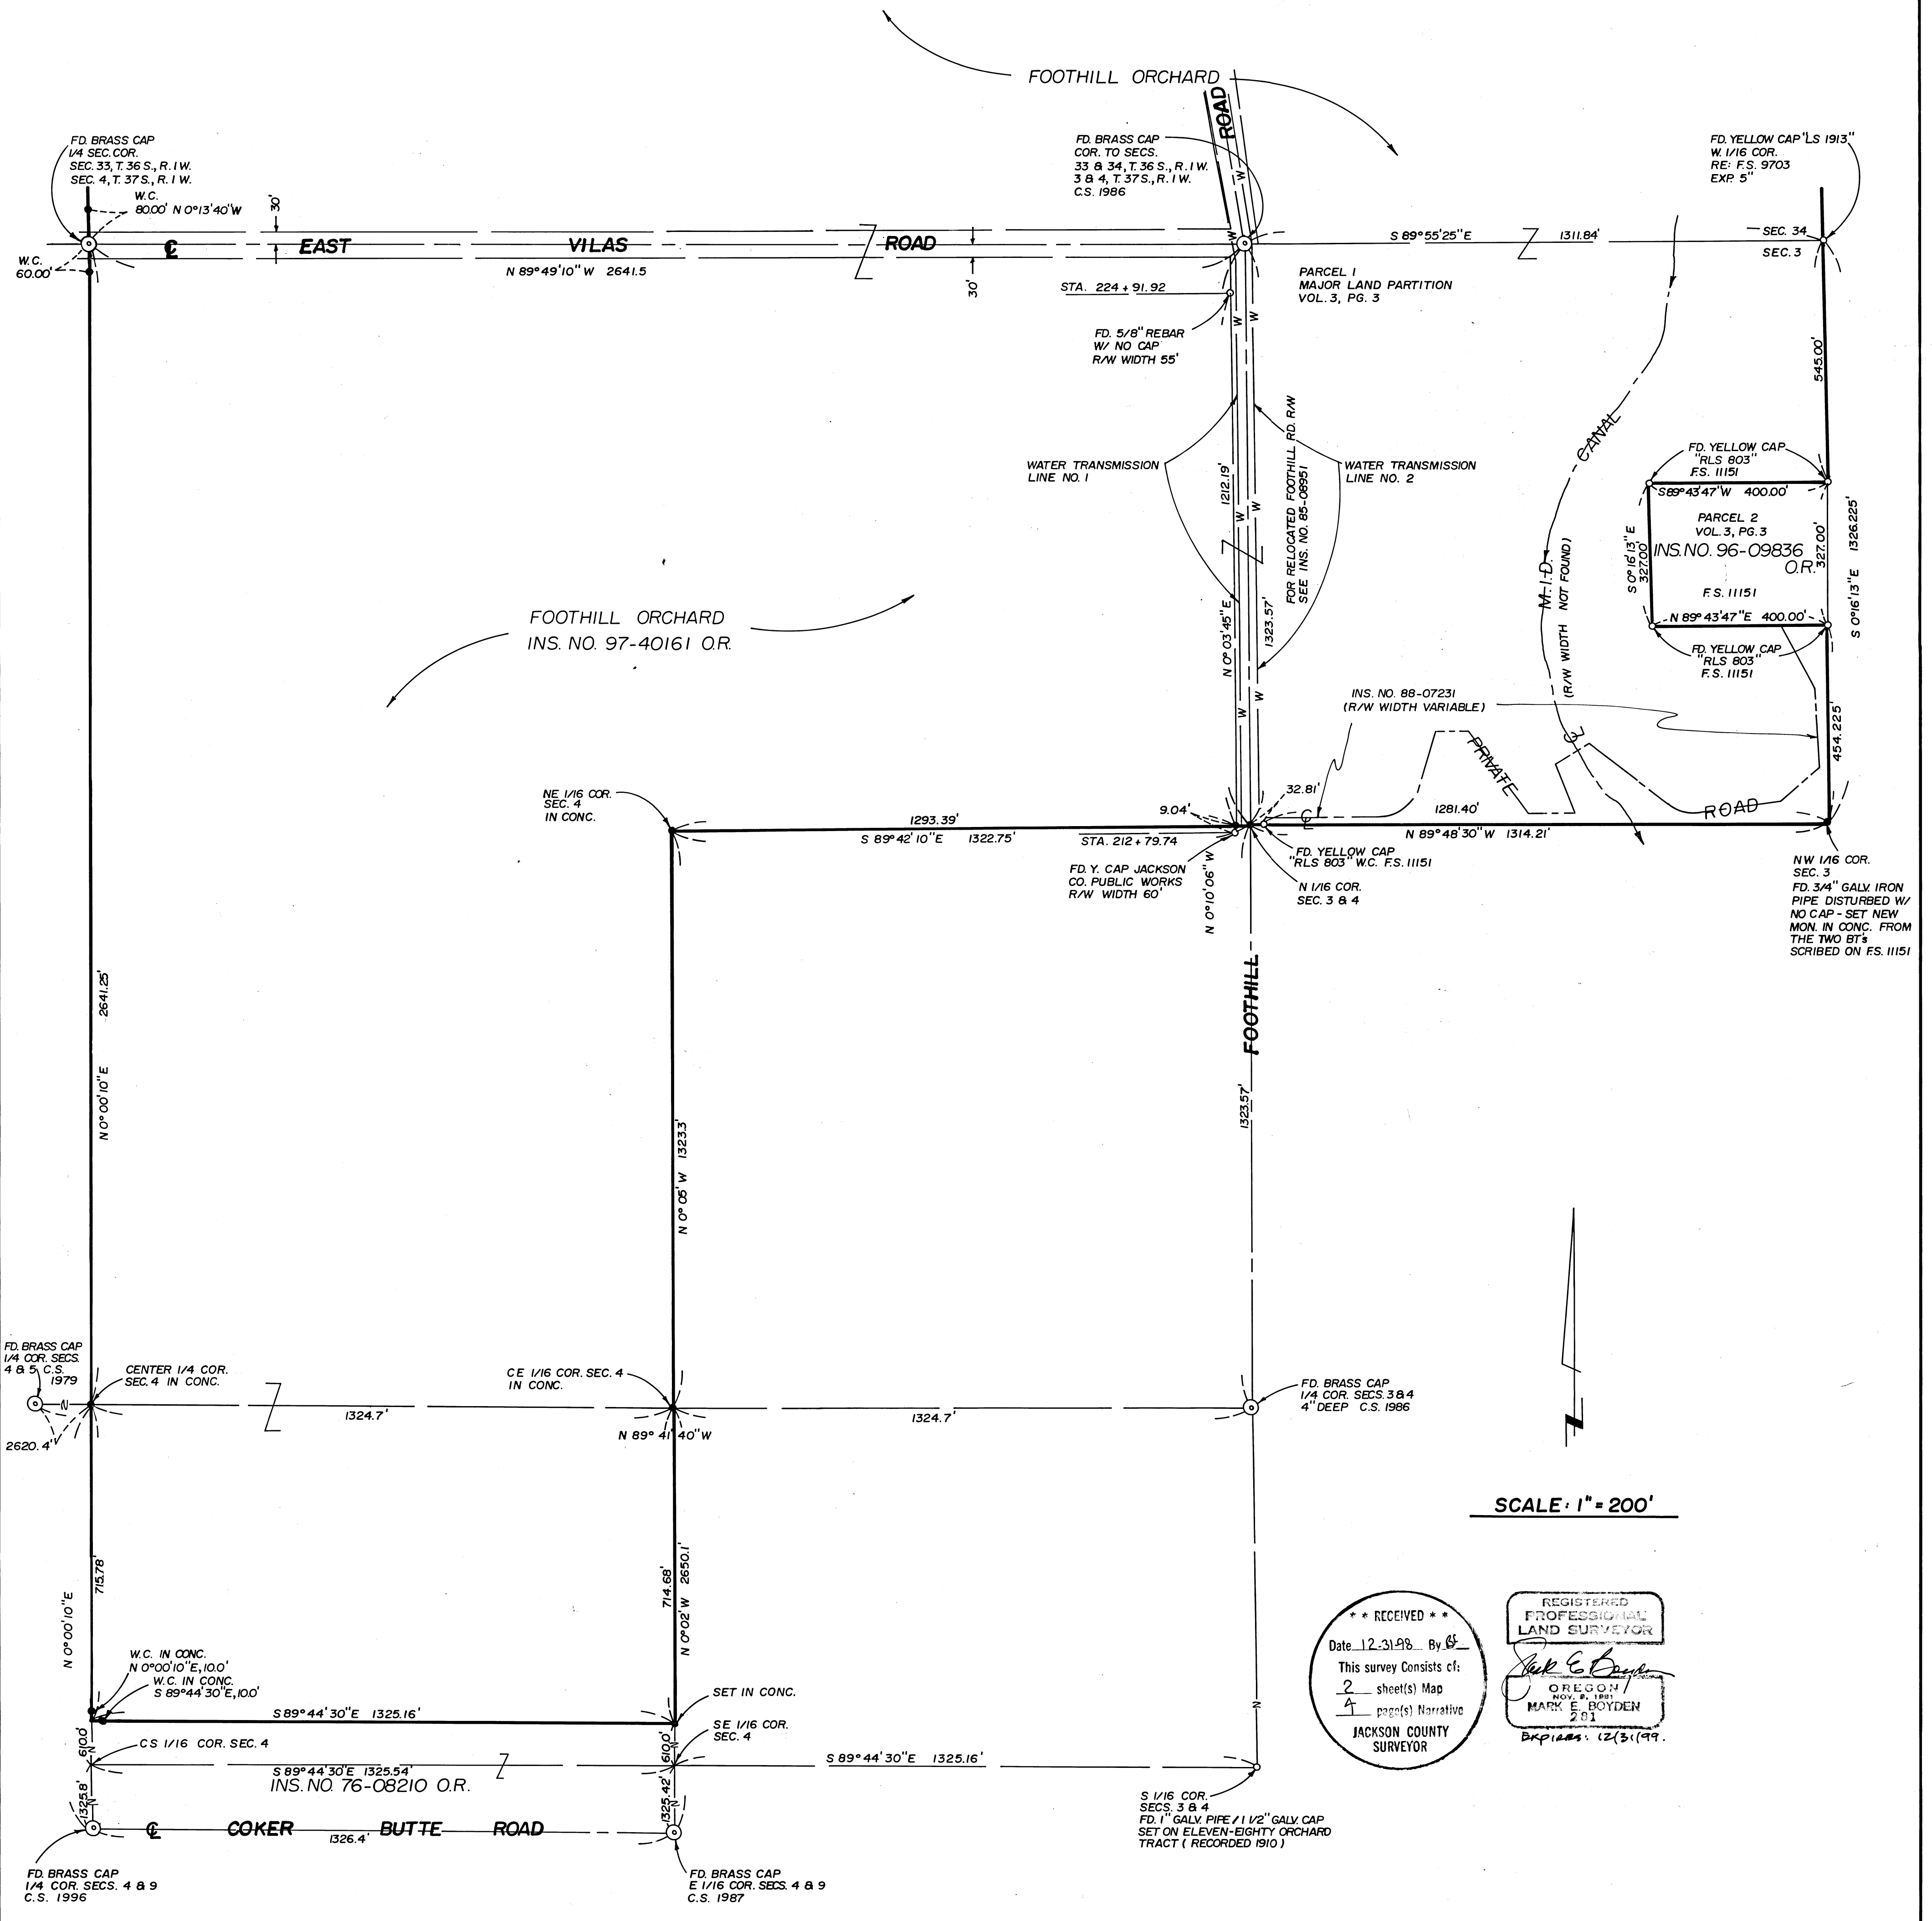 FOOTHILL ORCHARD
ROAD
FD. BRASS CAP
1/4 SEC. COR.
SEC. 33, T. 36 S., R. 1 W.
SEC. 4, T. 37 S., R. 1 W.
W.C.
80.00' N 0°13'40"W
30'
W.C.
60.00'
℄ EAST VILAS ROAD
N 89°49'10" W 2641.5
30'
FD. BRASS CAP
COR. TO SECS.
33 & 34, T. 36 S., R. 1 W.
3 & 4, T. 37 S., R. 1 W.
C.S. 1986
FD. YELLOW CAP "LS 1913"
W. 1/16 COR.
RE: F.S. 9703
EXP. 5"
S 89°55'25" E 1311.84'
SEC. 34
SEC. 3
PARCEL 1
MAJOR LAND PARTITION
VOL. 3, PG. 3
STA. 224 + 91.92
FD. 5/8" REBAR
W/ NO CAP
R/W WIDTH 55'
W
W
W
W
W
W
W
W
W
545.00'
CANAL
M.I.D.
(R/W WIDTH NOT FOUND)
WATER TRANSMISSION
LINE NO. 1
WATER TRANSMISSION
LINE NO. 2
1212.19'
N 0°03'45" E
1323.57'
FOR RELOCATED FOOTHILL RD. R/W
SEE INS. NO. 85-08951
FD. YELLOW CAP
"RLS 803"
F.S. 11151
S 89°43'47"W 400.00'
PARCEL 2
VOL. 3, PG. 3
INS. NO. 96-09836
O.R.
F.S. 11151
S 0°16'13" E
327.00'
327.00'
S 0°16'13" E 1326.225'
N 89°43'47"E 400.00'
FD. YELLOW CAP
"RLS 803"
F.S. 11151
454.225'
FOOTHILL ORCHARD
INS. NO. 97-40161 O.R.
INS. NO. 88-07231
(R/W WIDTH VARIABLE)
PRIVATE
℄
ROAD
NE 1/16 COR.
SEC. 4
IN CONC.
1293.39'
S 89°42'10" E 1322.75'
9.04'
STA. 212 + 79.74
32.81'
℄
1281.40'
N 89°48'30"W 1314.21'
FD. Y. CAP JACKSON
CO. PUBLIC WORKS
R/W WIDTH 60'
FD. YELLOW CAP
"RLS 803" W.C. F.S. 11151
N 1/16 COR.
SEC. 3 & 4
N 0°10'06" W
NW 1/16 COR.
SEC. 3
FD. 3/4" GALV. IRON
PIPE DISTURBED W/
NO CAP - SET NEW
MON. IN CONC. FROM
THE TWO BT's
SCRIBED ON F.S. 11151
N 0°00'10" E 2641.25'
FOOTHILL
1323.57'
N 0°05' W 1323.3'
FD. BRASS CAP
1/4 COR. SECS.
4 & 5, C.S.
1979
N
2620.4'
CENTER 1/4 COR.
SEC. 4 IN CONC.
CE 1/16 COR. SEC. 4
IN CONC.
1324.7'
1324.7'
N 89°41'40"W
FD. BRASS CAP
1/4 COR. SECS. 3 & 4
4" DEEP C.S. 1986
SCALE: 1" = 200'
N 0°00'10" E
715.78'
714.68'
N 0°02' W 2650.1'
W.C. IN CONC.
N 0°00'10"E, 10.0'
W.C. IN CONC.
S 89°44'30"E, 10.0'
S 89°44'30"E 1325.16'
SET IN CONC.
SE 1/16 COR.
SEC. 4
610.0'
N
CS 1/16 COR. SEC. 4
610.0'
N
N
S 89°44'30"E 1325.54'
S 89°44'30"E 1325.16'
INS. NO. 76-08210 O.R.
1325.8'
N
1325.42'
N
℄ COKER BUTTE ROAD
1326.4'
FD. BRASS CAP
1/4 COR. SECS. 4 & 9
C.S. 1996
FD. BRASS CAP
E 1/16 COR. SECS. 4 & 9
C.S. 1987
S 1/16 COR.
SECS. 3 & 4
FD. 1" GALV. PIPE / 1 1/2" GALV. CAP
SET ON ELEVEN-EIGHTY ORCHARD
TRACT ( RECORDED 1910 )
* * RECEIVED * *
Date 12-31-98 By
This survey Consists of:
2 sheet(s) Map
4 page(s) Narrative
JACKSON COUNTY
SURVEYOR
REGISTERED
PROFESSIONAL
LAND SURVEYOR
OREGON
NOV. 1981
MARK E. BOYDEN
281
Expires: 12/31/99.